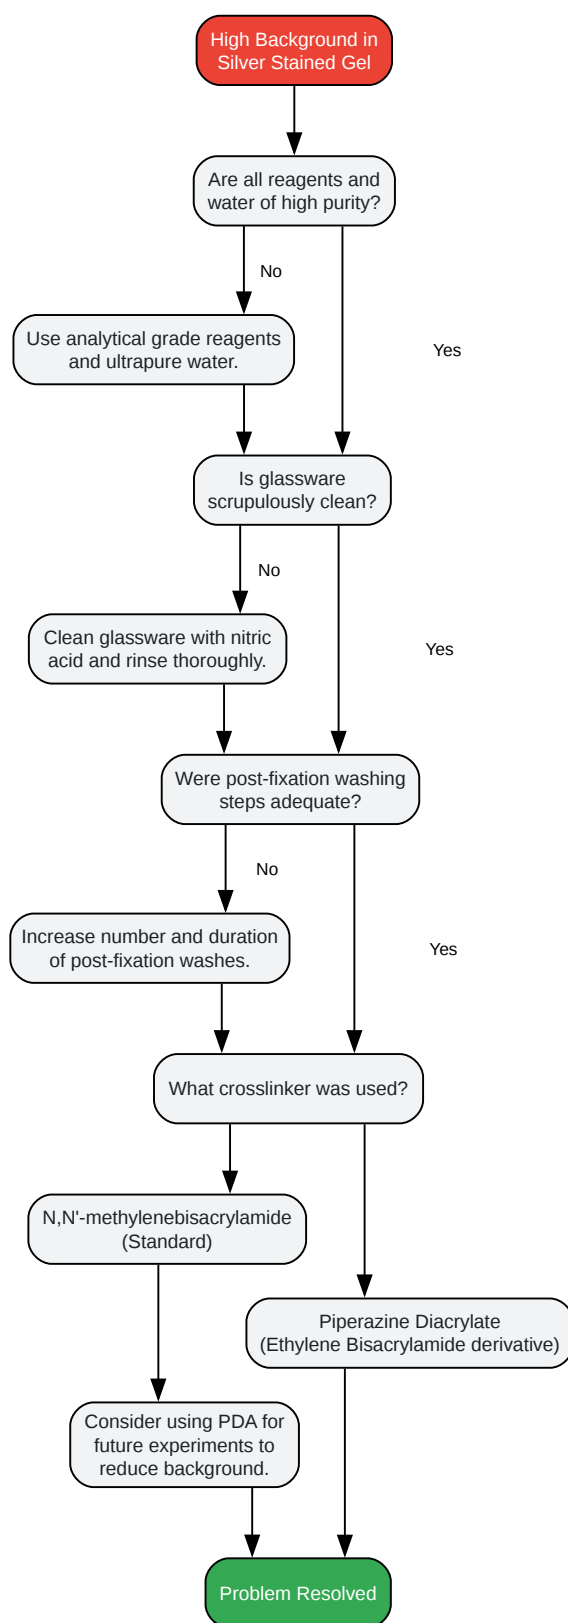 High Background in
Silver Stained Gel
Are all reagents and
water of high purity?
No
Use analytical grade reagents
and ultrapure water.
Yes
Is glassware
scrupulously clean?
No
Clean glassware with nitric
acid and rinse thoroughly.
Yes
Were post-fixation washing
steps adequate?
No
Increase number and duration
of post-fixation washes.
Yes
What crosslinker was used?
N,N'-methylenebisacrylamide
(Standard)
Piperazine Diacrylate
(Ethylene Bisacrylamide derivative)
Consider using PDA for
future experiments to
reduce background.
Problem Resolved